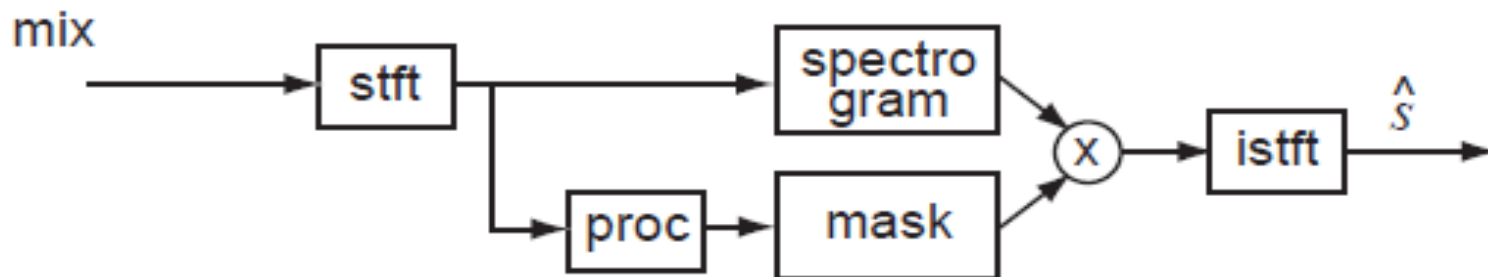 mix
stft
spectro
gram
x
istft
ŝ
proc
mask